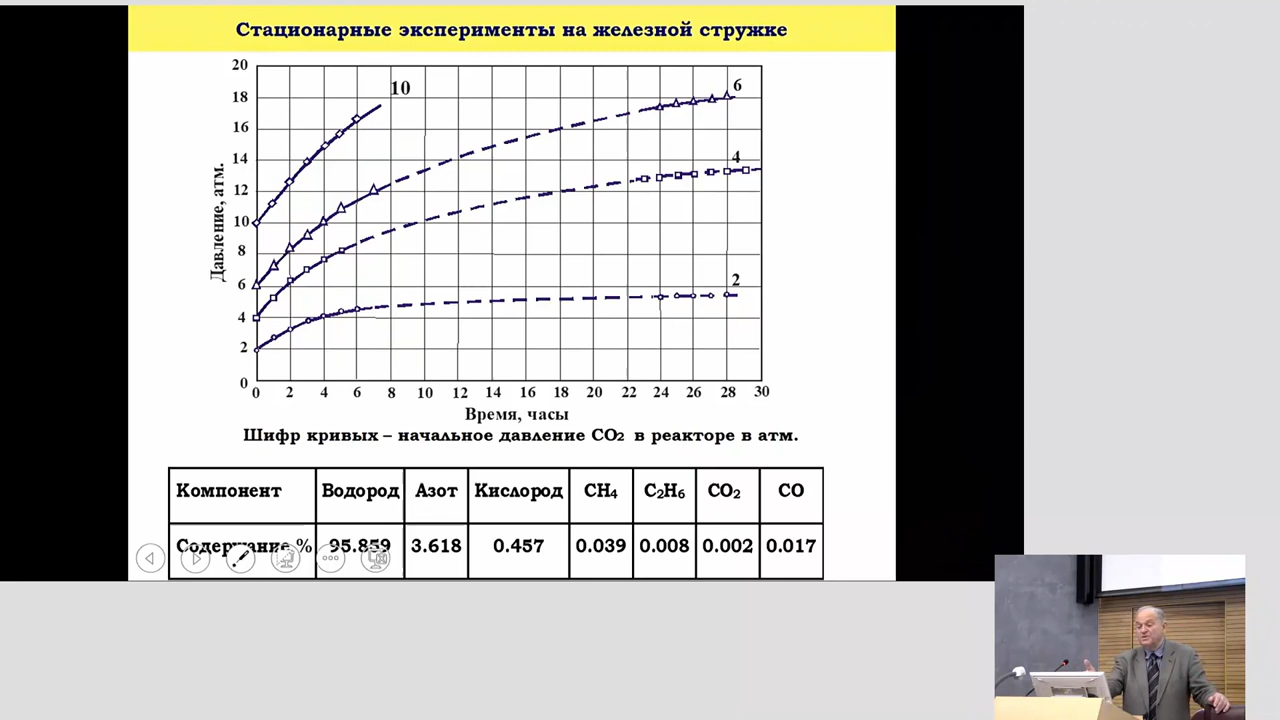 Стационарные эксперименты на железной стружке
20
18
16
14
12
10
8
6
4
2
0
Давление, атм.
10
6
4
2
0 2 4 6 8 10 12 14 16 18 20 22 24 26 28 30
Время, часы
Шифр кривых – начальное давление CO₂ в реакторе в атм.
Компонент Водород Азот Кислород CH₄ C₂H₆ CO₂ CO
Содержание % 95.859 3.618 0.457 0.039 0.008 0.002 0.017